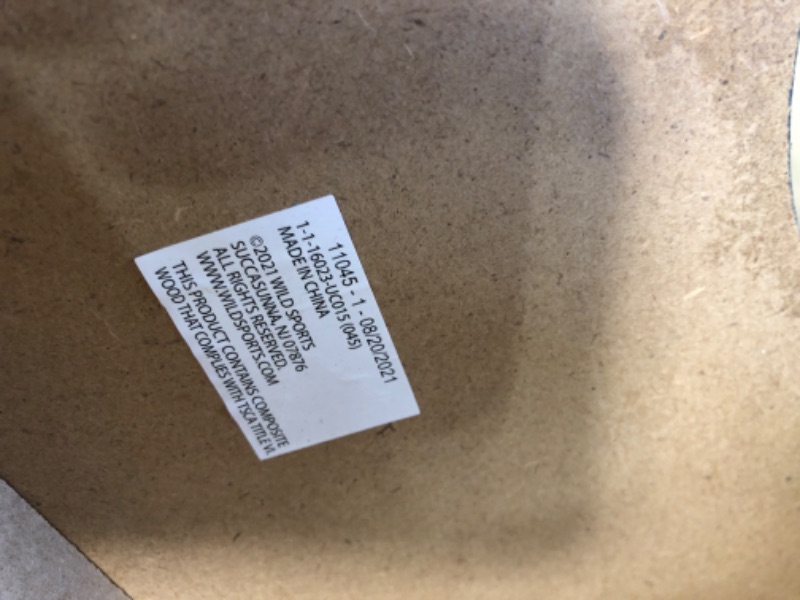 11045 - 1 - 08/20/2021
1-1-16023-UC015 (045)
MADE IN CHINA
©2021 WILD SPORTS
SUCCASUNNA, NJ 07876
ALL RIGHTS RESERVED.
WWW.WILDSPORTS.COM
THIS PRODUCT CONTAINS COMPOSITE
WOOD THAT COMPLIES WITH TSCA TITLE VI.